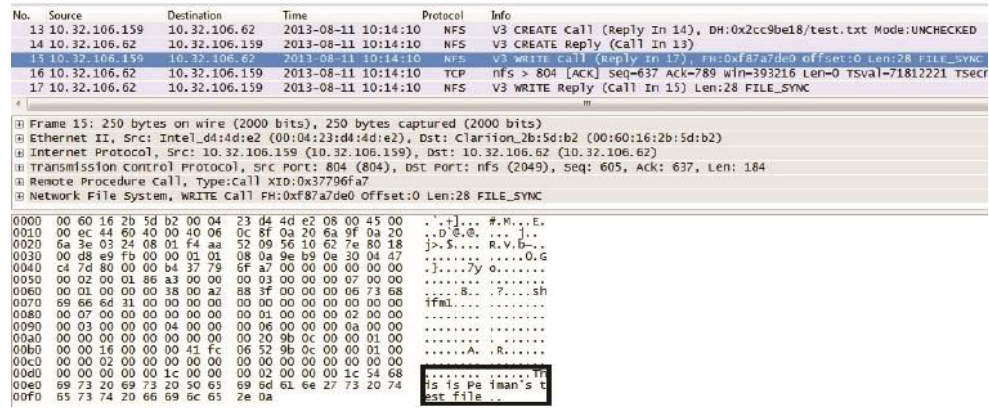 No. Source Destination Time Protocol Info
13 10.32.106.159 10.32.106.62 2013-08-11 10:14:10 NFS V3 CREATE Call (Reply In 14), DH:0x2cc9be18/test.txt Mode:UNCHECKED
14 10.32.106.62 10.32.106.159 2013-08-11 10:14:10 NFS V3 CREATE Reply (Call In 13)
15 10.32.106.159 10.32.106.62 2013-08-11 10:14:10 NFS V3 WRITE Call (Reply In 17), FH:0xf87a7de0 Offset:0 Len:28 FILE_SYNC
16 10.32.106.62 10.32.106.159 2013-08-11 10:14:10 TCP nfs > 804 [ACK] Seq=637 Ack=789 Win=393216 Len=0 TSval=71812221 TSecr
17 10.32.106.62 10.32.106.159 2013-08-11 10:14:10 NFS V3 WRITE Reply (Call In 15) Len:28 FILE_SYNC
Frame 15: 250 bytes on wire (2000 bits), 250 bytes captured (2000 bits)
Ethernet II, Src: Intel_d4:4d:e2 (00:04:23:d4:4d:e2), Dst: Clariion_2b:5d:b2 (00:60:16:2b:5d:b2)
Internet Protocol, Src: 10.32.106.159 (10.32.106.159), Dst: 10.32.106.62 (10.32.106.62)
Transmission Control Protocol, Src Port: 804 (804), Dst Port: nfs (2049), Seq: 605, Ack: 637, Len: 184
Remote Procedure Call, Type:Call XID:0x37796fa7
Network File System, WRITE Call FH:0xf87a7de0 Offset:0 Len:28 FILE_SYNC
0000 00 60 16 2b 5d b2 00 04 23 d4 4d e2 08 00 45 00 .`.+]... #.M...E.
0010 00 ec 44 60 40 00 40 06 0c 8f 0a 20 6a 9f 0a 20 ..D`@.@. ... j..
0020 6a 3e 03 24 08 01 f4 aa 52 09 56 10 62 7e 80 18 j>.$.... R.V.b~..
0030 00 d8 e9 fb 00 00 01 01 08 0a 9e b9 0e 30 04 47 ........ .....0.G
0040 c4 7d 80 00 00 b4 37 79 6f a7 00 00 00 00 00 00 .}....7y o.......
0050 00 02 00 01 86 a3 00 00 00 03 00 00 00 07 00 00 ........ ........
0060 00 01 00 00 00 38 00 a2 88 3f 00 00 00 06 73 68 .....8.. .?....sh
0070 69 66 6d 31 00 00 00 00 00 00 00 00 00 00 00 00 ifm1.... ........
0080 00 07 00 00 00 00 00 00 00 01 00 00 00 02 00 00 ........ ........
0090 00 03 00 00 00 04 00 00 00 06 00 00 00 0a 00 00 ........ ........
00a0 00 00 00 00 00 00 00 00 00 20 9b 0c 00 00 01 00 ........ . ......
00b0 00 00 16 00 00 00 41 fc 06 52 9b 0c 00 00 01 00 ......A. .R......
00c0 00 00 02 00 00 00 00 00 00 00 00 00 00 00 00 00 ........ ........
00d0 00 00 00 00 00 1c 00 00 00 02 00 00 00 1c 54 68 ........ ......Th
00e0 69 73 20 69 73 20 50 65 69 6d 61 6e 27 73 20 74 is is Pe iman's t
00f0 65 73 74 20 66 69 6c 65 2e 0a est file ..